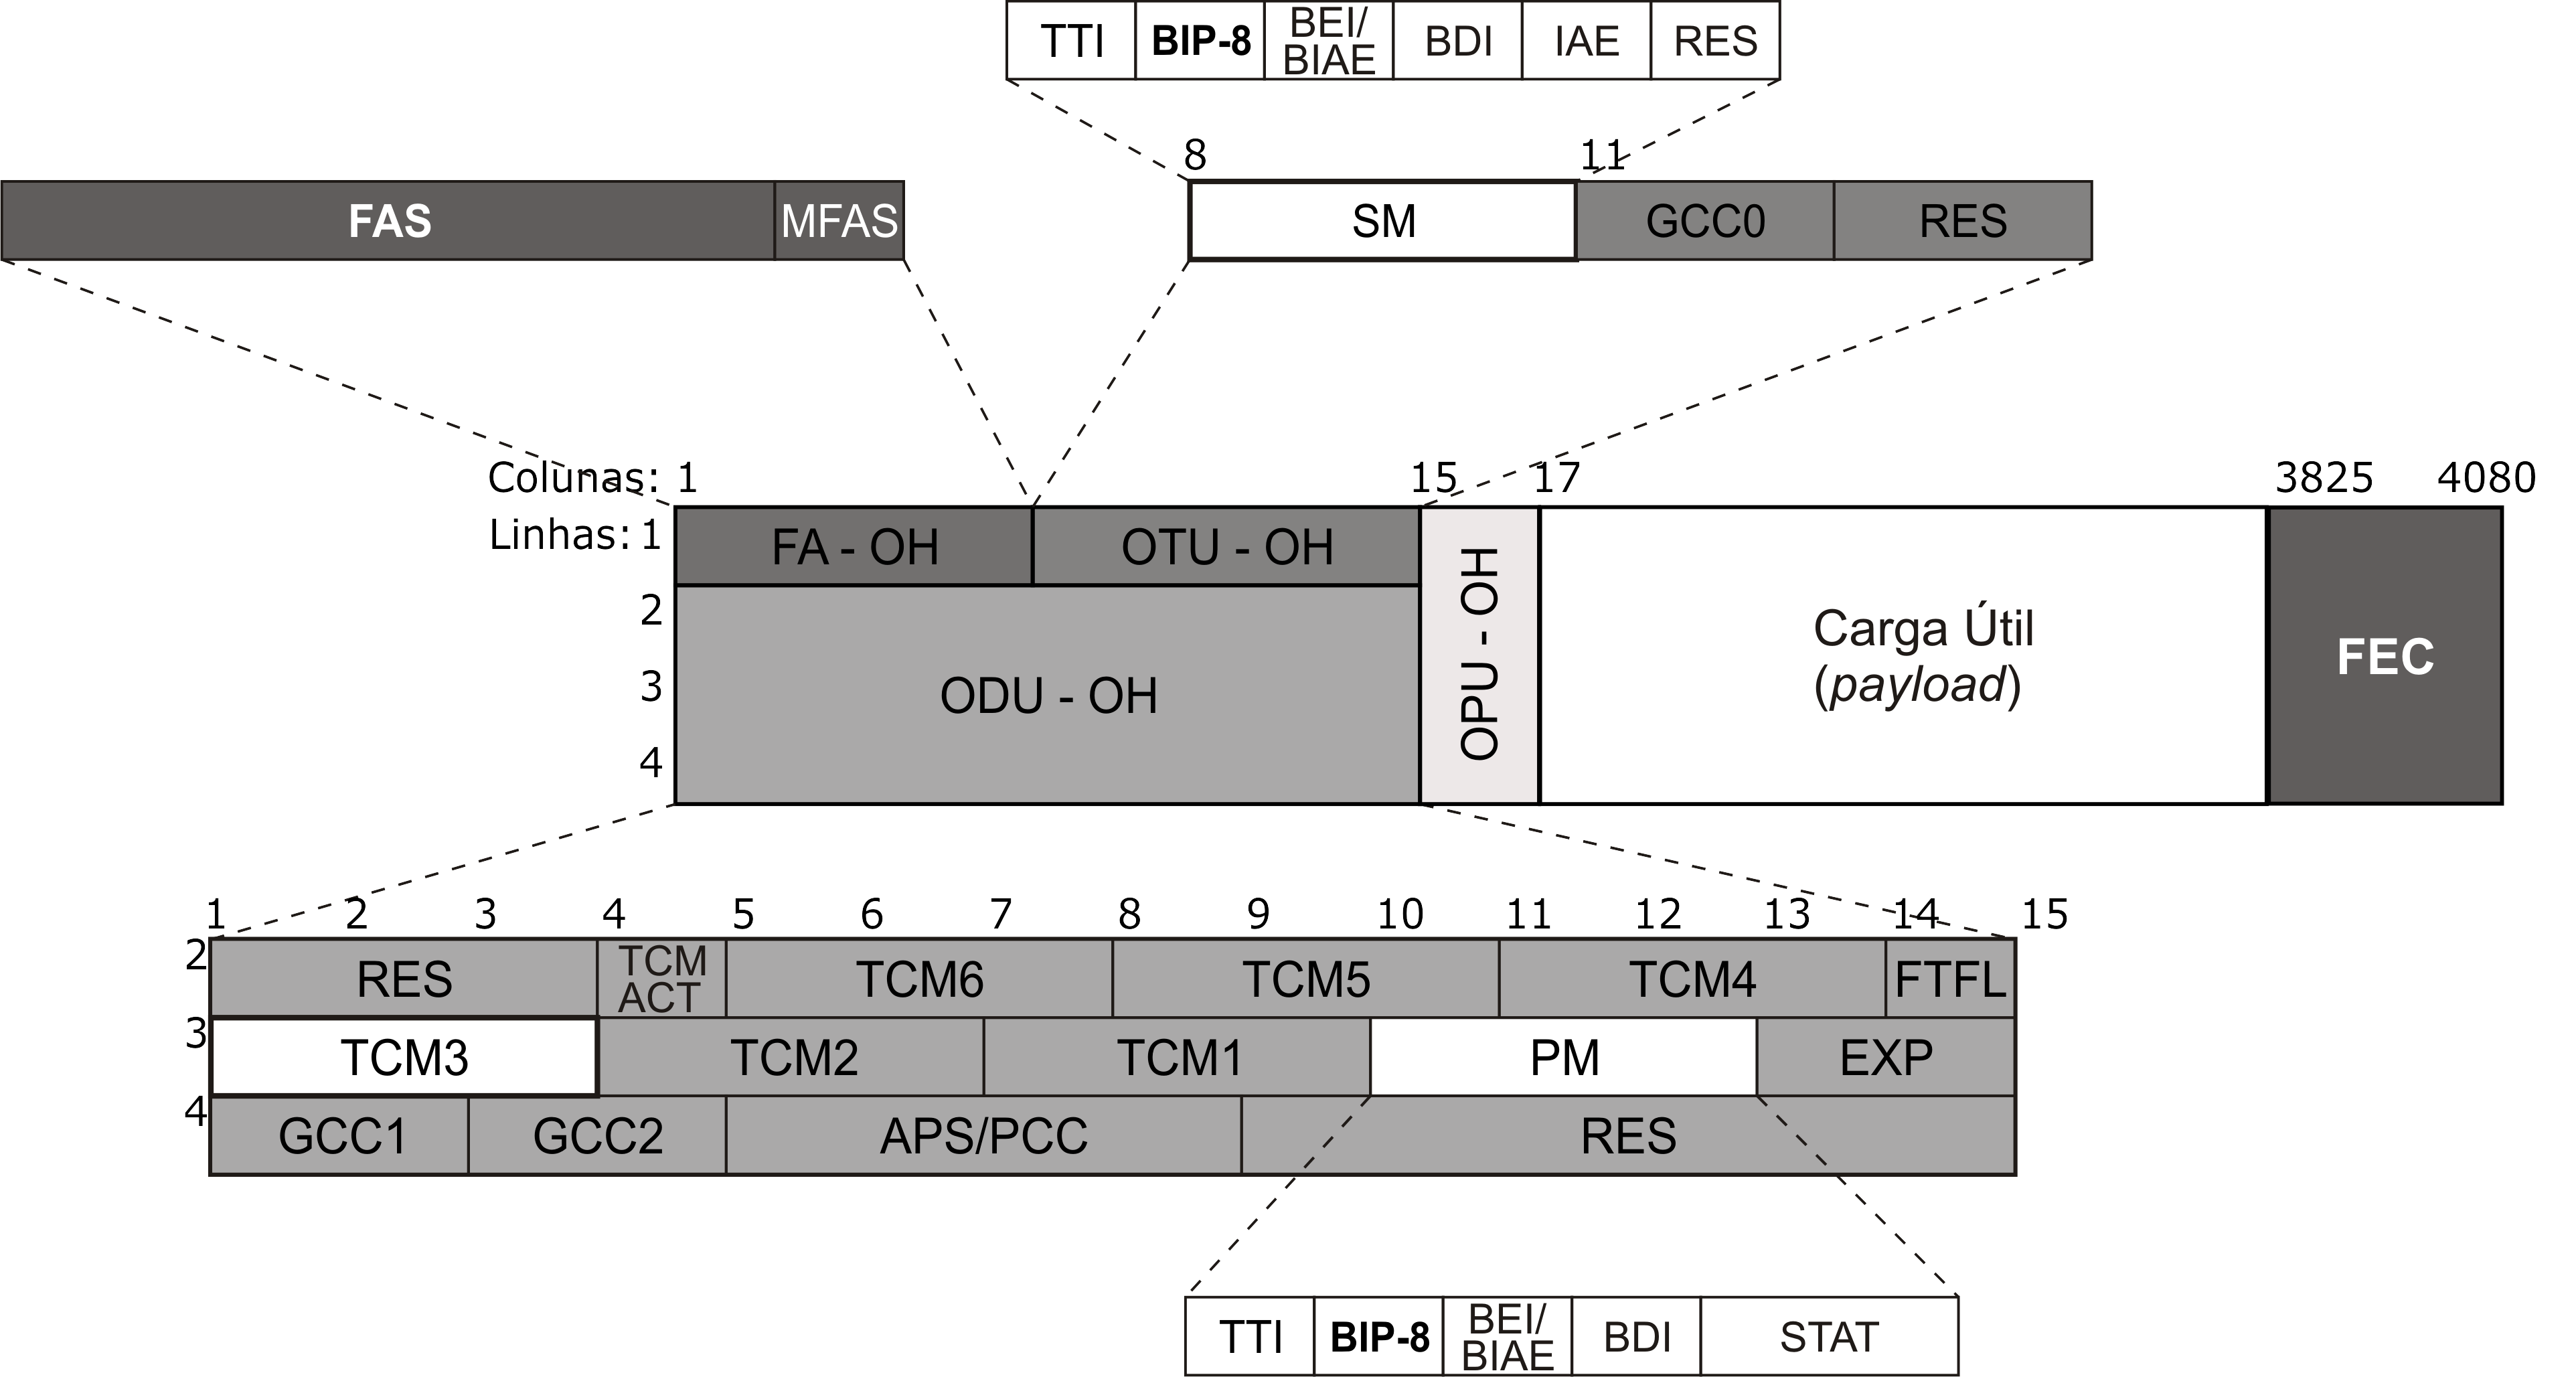 TTI BIP-8 BEI/ BDI IAE RES
BIAE
8 11
FAS MFAS SM GCC0 RES
Colunas: 1 15 17 3825 4080
Linhas: 1 FA - OH OTU - OH
2
3
4
ODU - OH
OPU - OH
Carga Útil
(payload)
FEC
1 2 3 4 5 6 7 8 9 10 11 12 13 14 15
2 RES TCM TCM6 TCM5 TCM4 FTFL
ACT
3 TCM3 TCM2 TCM1 PM EXP
4 GCC1 GCC2 APS/PCC RES
TTI BIP-8 BEI/ BDI STAT
BIAE